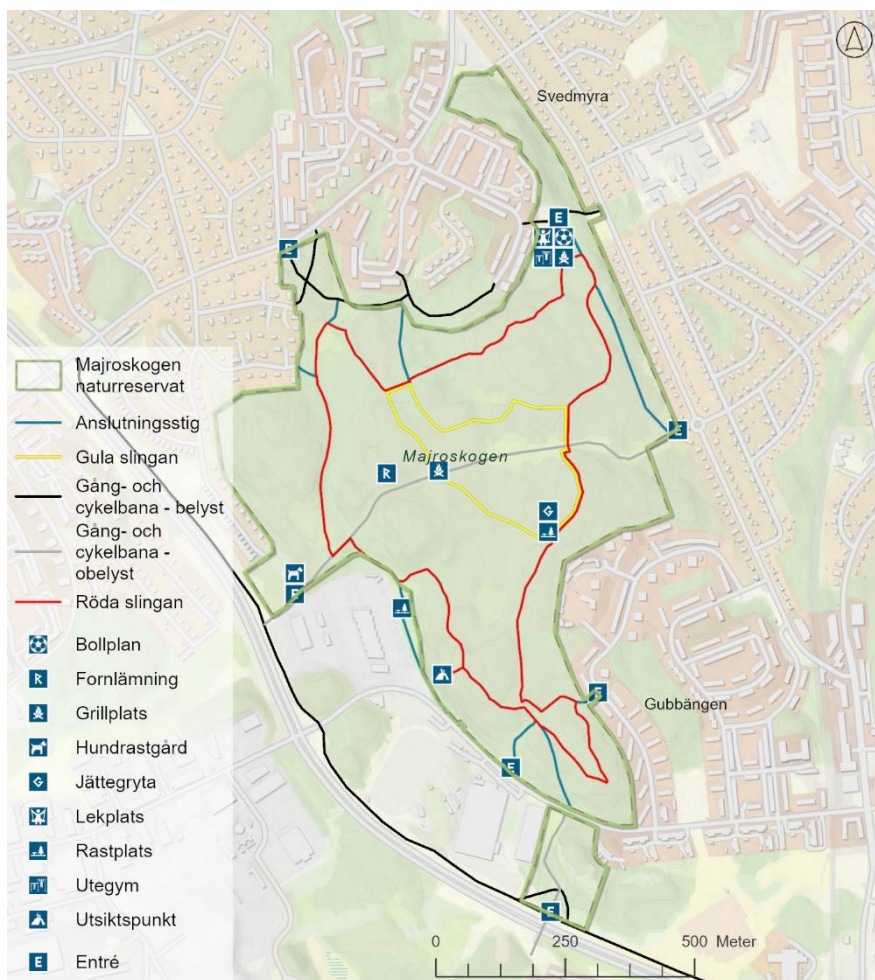 Svedmyra
E
E
Majroskogen
naturreservat
Anslutningsstig
Gula slingan
Majroskogen
E
Gång- och
cykelbana - belyst
R
G
Gång- och
cykelbana -
obelyst
E
Röda slingan
Bollplan
R
Fornlämning
E
Gubbängen
Grillplats
Hundrastgård
E
G
Jättegryta
Lekplats
Rastplats
Utegym
E
Utsiktspunkt
0 250 500 Meter
E
Entré